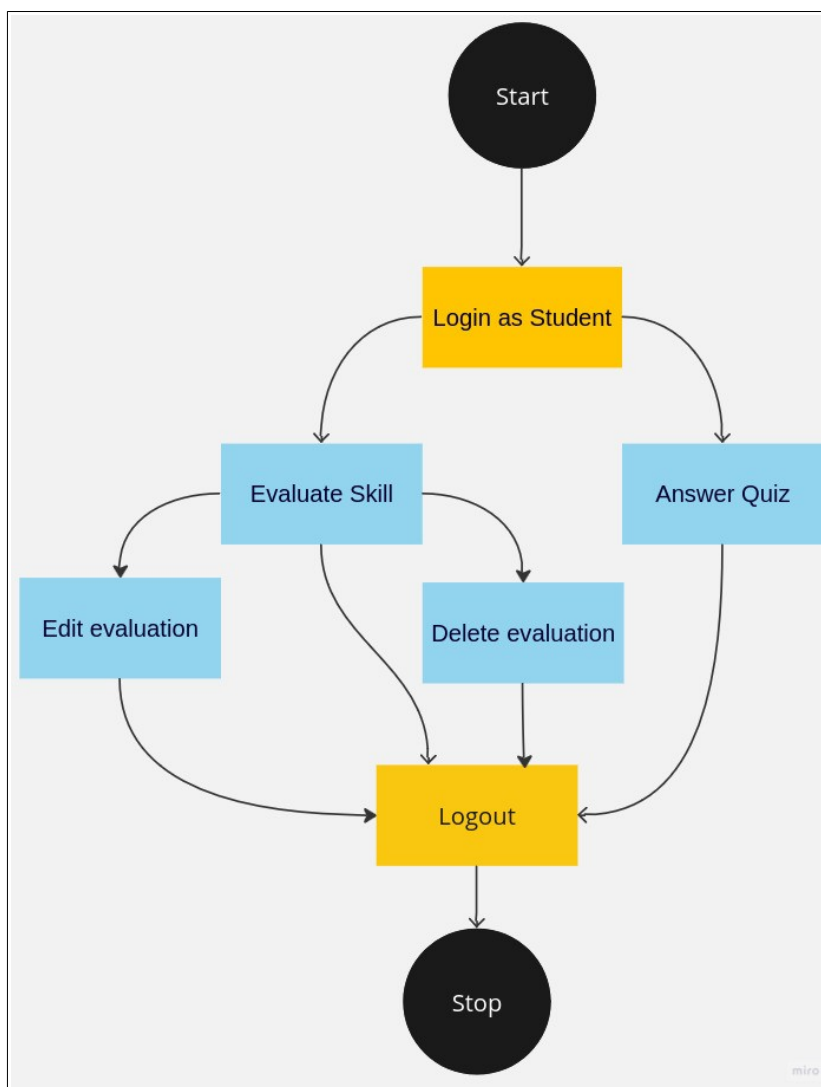 Start
Login as Student
Evaluate Skill
Answer Quiz
Edit evaluation
Delete evaluation
Logout
Stop
miro